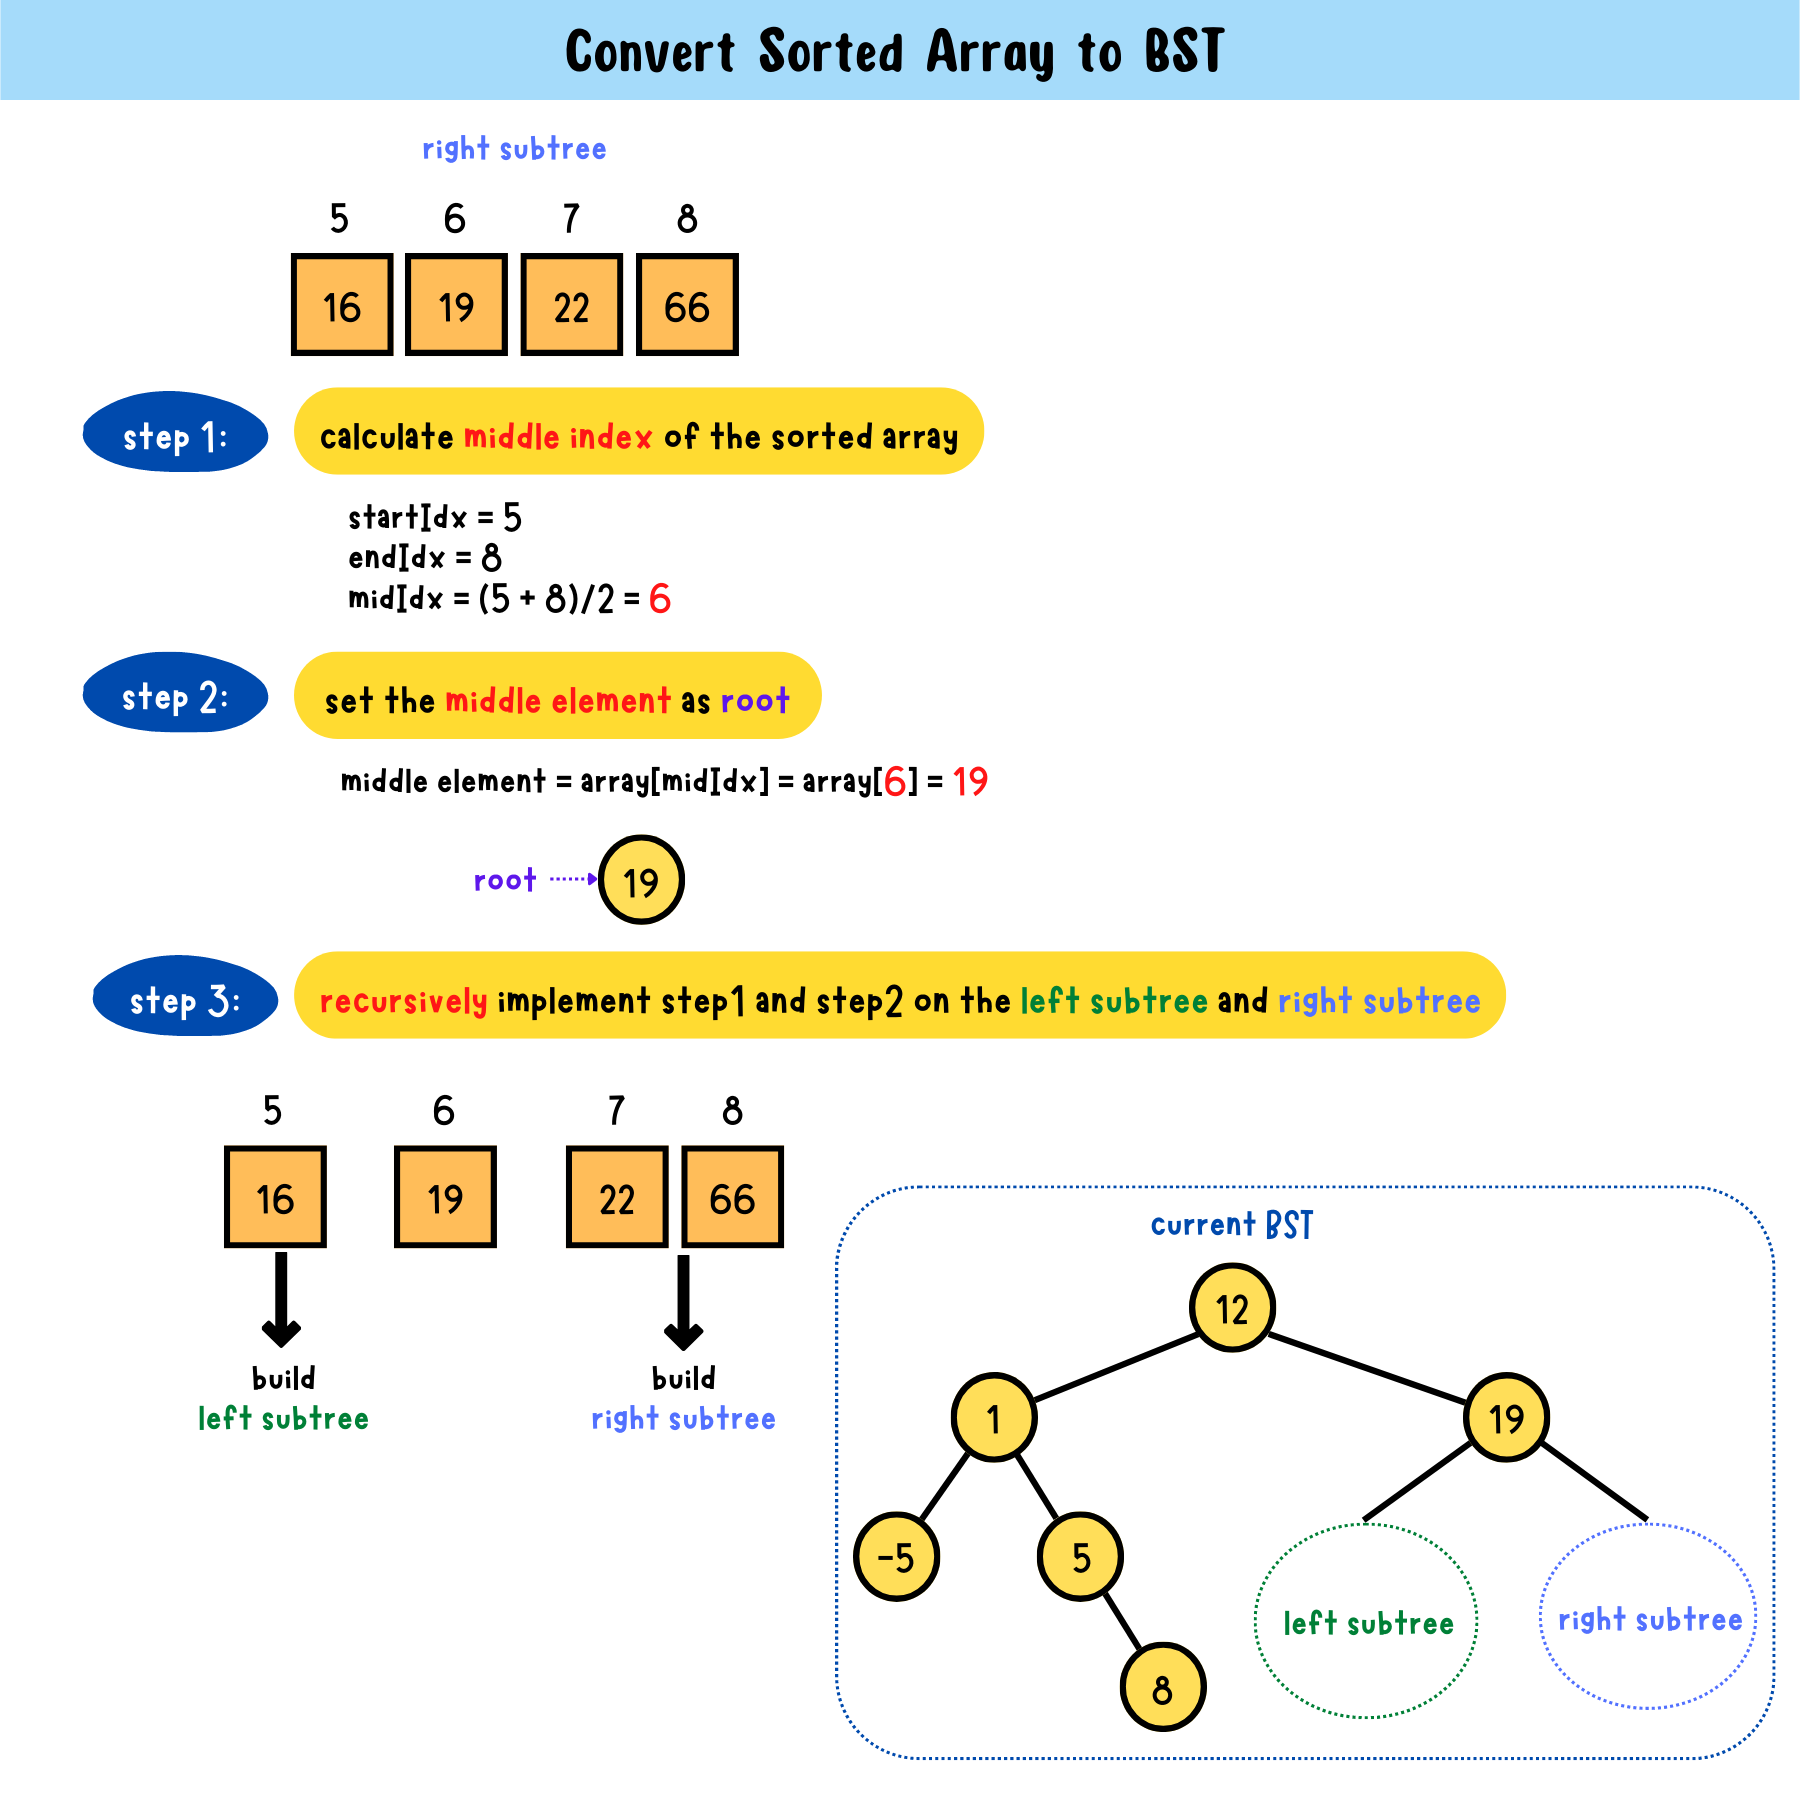 Convert Sorted Array to BST
right subtree
5 6 7 8
16 19 22 66
step 1: calculate middle index of the sorted array
startIdx = 5
endIdx = 8
midIdx = (5 + 8)/2 = 6
step 2: set the middle element as root
middle element = array[midIdx] = array[6] = 19
root 19
step 3: recursively implement step1 and step2 on the left subtree and right subtree
5 6 7 8
16 19 22 66
build
left subtree
build
right subtree
current BST
12
1 19
-5 5
left subtree right subtree
8